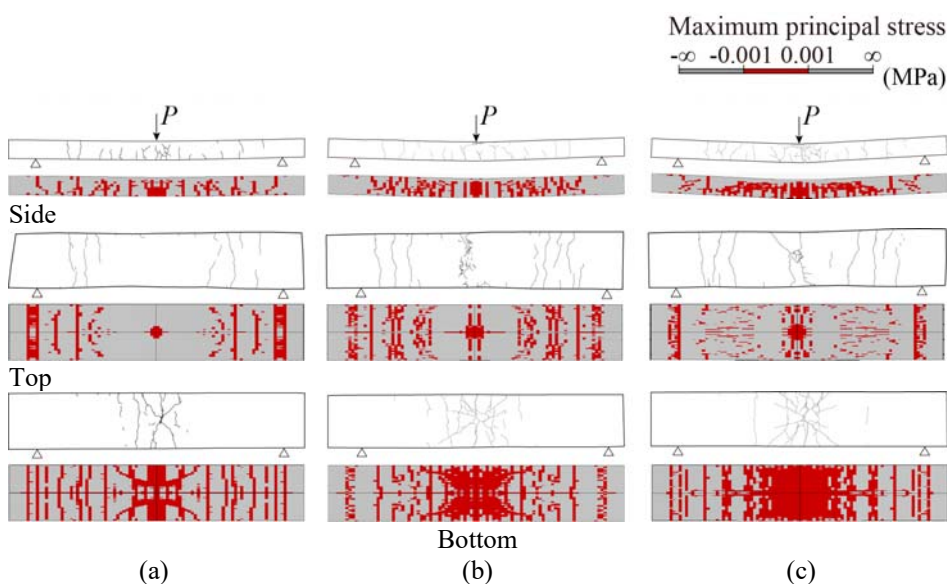 Maximum principal stress
-∞ -0.001 0.001 ∞
(MPa)
P P P
Side
Top
Bottom
(a) (b) (c)